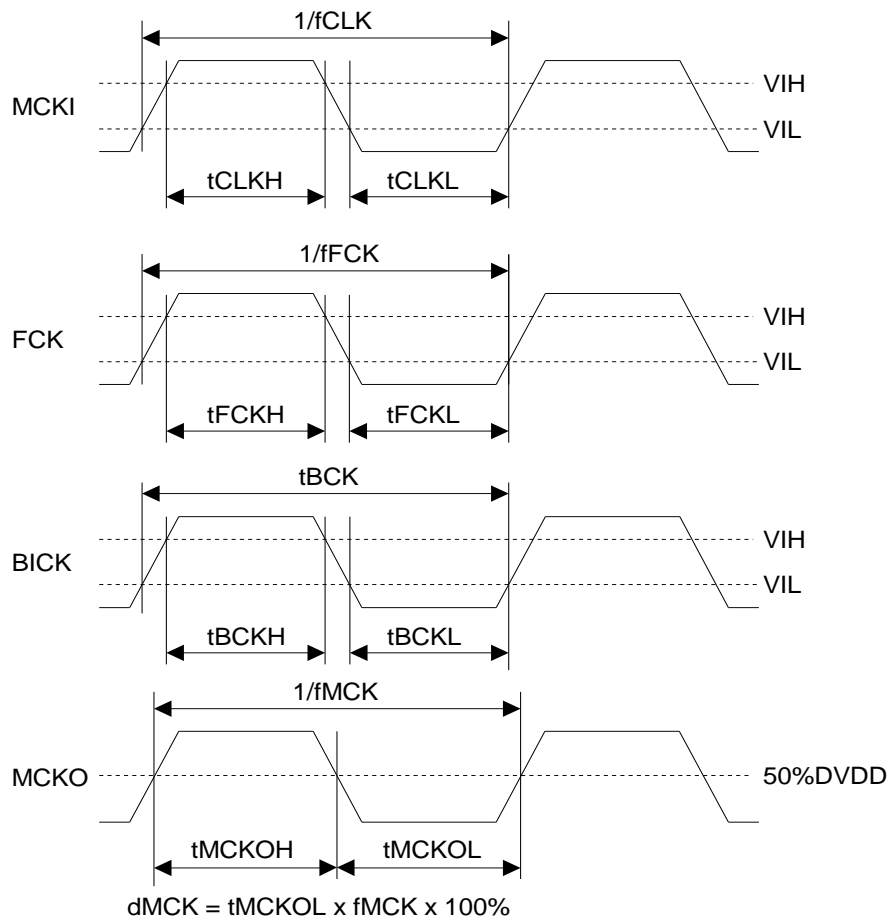 1/fCLK
MCKI
VIH
VIL
tCLKH
tCLKL
1/fFCK
FCK
VIH
VIL
tFCKH
tFCKL
tBCK
BICK
VIH
VIL
tBCKH
tBCKL
1/fMCK
MCKO
50%DVDD
tMCKOH
tMCKOL
dMCK = tMCKOL x fMCK x 100%